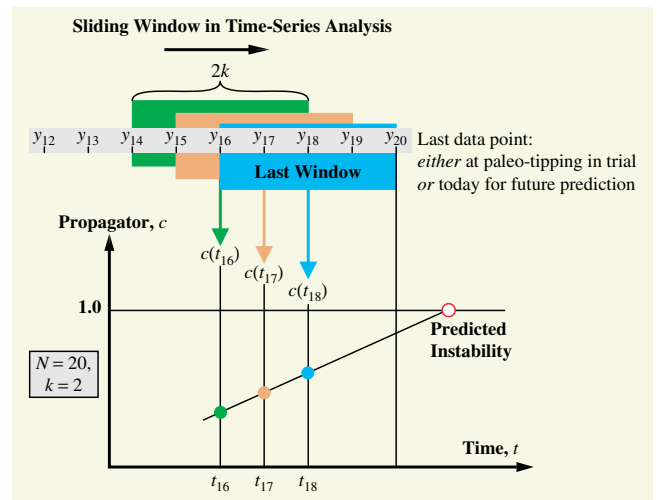 Sliding Window in Time-Series Analysis
2k
y12 y13 y14 y15 y16 y17 y18 y19 y20
Last data point:
either at paleo-tipping in trial
or today for future prediction
Last Window
Propagator, c
c(t16)
c(t17)
c(t18)
1.0
Predicted
Instability
N = 20,
k = 2
Time, t
t16 t17 t18